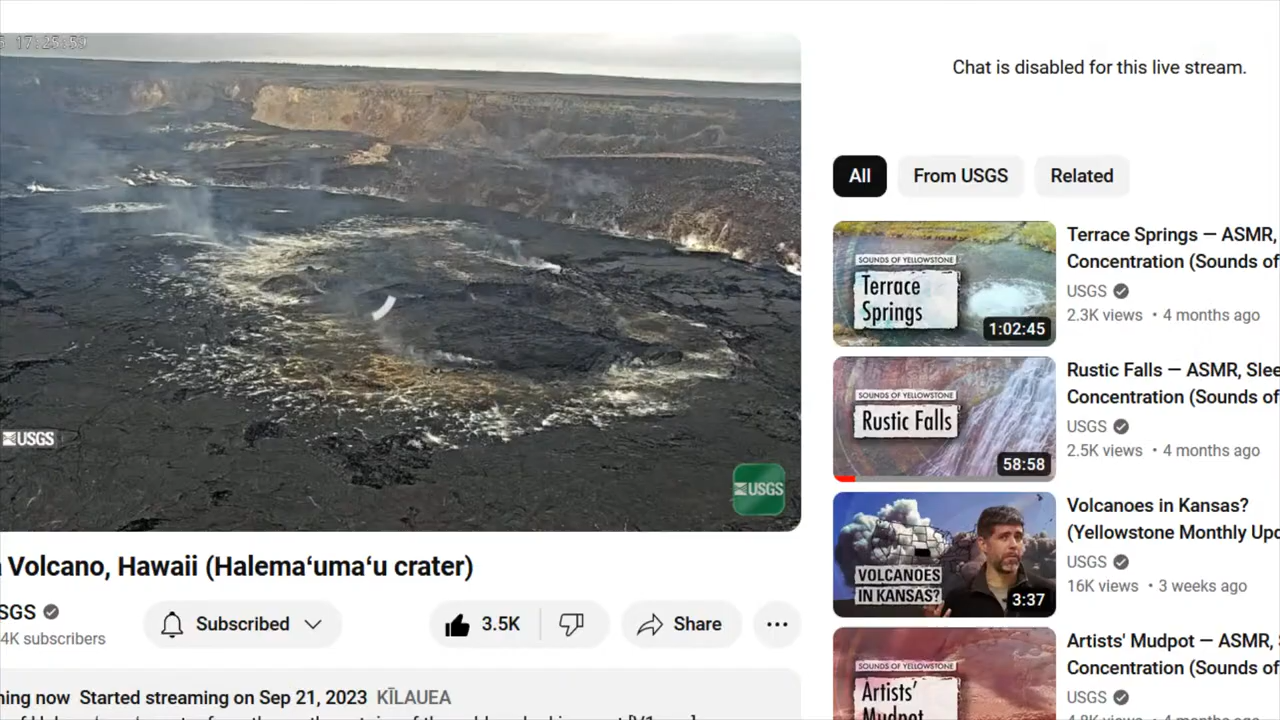 17:25:59
USGS
USGS
Volcano, Hawaii (Halemaʻumaʻu crater)
SGS
4K subscribers
Subscribed
3.5K
Share
ning now Started streaming on Sep 21, 2023 KĪLAUEA
Chat is disabled for this live stream.
All
From USGS
Related
SOUNDS OF YELLOWSTONE
Terrace
Springs
1:02:45
Terrace Springs — ASMR,
Concentration (Sounds of
USGS
2.3K views • 4 months ago
SOUNDS OF YELLOWSTONE
Rustic Falls
58:58
Rustic Falls — ASMR, Slee
Concentration (Sounds of
USGS
2.5K views • 4 months ago
VOLCANOES
IN KANSAS?
3:37
Volcanoes in Kansas?
(Yellowstone Monthly Upd
USGS
16K views • 3 weeks ago
SOUNDS OF YELLOWSTONE
Artists'
Mudpot
Artists' Mudpot — ASMR,
Concentration (Sounds of
USGS